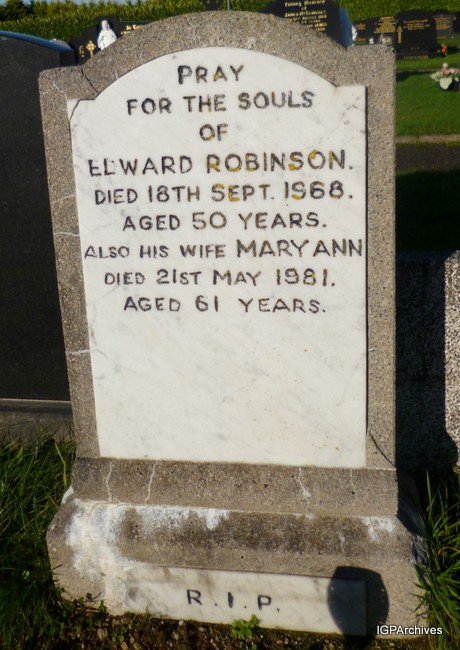 PRAY
FOR THE SOULS
OF
EDWARD ROBINSON.
DIED 18TH SEPT. 1968.
AGED 50 YEARS.
ALSO HIS WIFE MARY ANN
DIED 21ST MAY 1981.
AGED 61 YEARS.
R.I.P.
IGPArchives